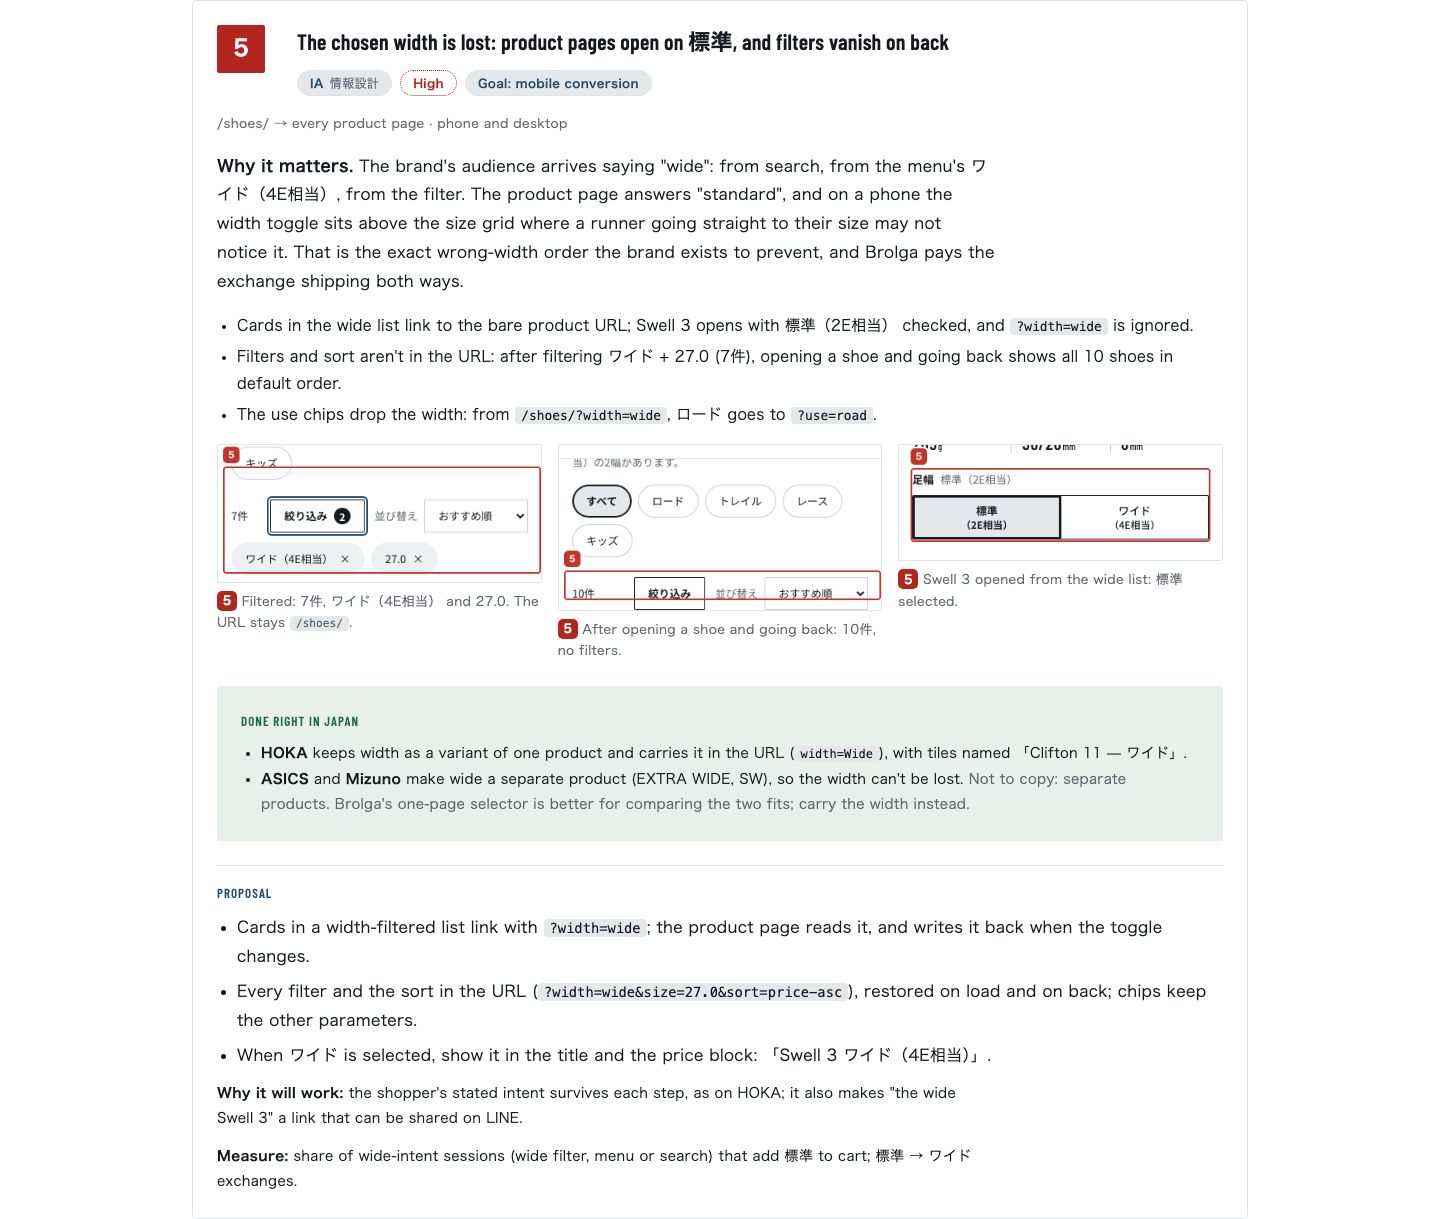 5
The chosen width is lost: product pages open on 標準, and filters vanish on back
IA 情報設計 High Goal: mobile conversion
/shoes/ → every product page · phone and desktop
Why it matters. The brand's audience arrives saying "wide": from search, from the menu's ワ
イド（4E相当）, from the filter. The product page answers "standard", and on a phone the
width toggle sits above the size grid where a runner going straight to their size may not
notice it. That is the exact wrong-width order the brand exists to prevent, and Brolga pays the
exchange shipping both ways.
• Cards in the wide list link to the bare product URL; Swell 3 opens with 標準（2E相当） checked, and ?width=wide is ignored.
• Filters and sort aren't in the URL: after filtering ワイド + 27.0 (7件), opening a shoe and going back shows all 10 shoes in
default order.
• The use chips drop the width: from /shoes/?width=wide, ロード goes to ?use=road.
5
キッズ
7件 絞り込み 2 並び替え おすすめ順
ワイド（4E相当） × 27.0 ×
5 Filtered: 7件, ワイド（4E相当） and 27.0. The
URL stays /shoes/.
当）の2幅があります。
すべて ロード トレイル レース
キッズ
5
10件 絞り込み 並び替え おすすめ順
5 After opening a shoe and going back: 10件,
no filters.
5
足幅 標準（2E相当）
標準 ワイド
（2E相当） （4E相当）
5 Swell 3 opened from the wide list: 標準
selected.
DONE RIGHT IN JAPAN
• HOKA keeps width as a variant of one product and carries it in the URL ( width=Wide ), with tiles named 「Clifton 11 — ワイド」.
• ASICS and Mizuno make wide a separate product (EXTRA WIDE, SW), so the width can't be lost. Not to copy: separate
products. Brolga's one-page selector is better for comparing the two fits; carry the width instead.
PROPOSAL
• Cards in a width-filtered list link with ?width=wide; the product page reads it, and writes it back when the toggle
changes.
• Every filter and the sort in the URL (?width=wide&size=27.0&sort=price-asc), restored on load and on back; chips keep
the other parameters.
• When ワイド is selected, show it in the title and the price block: 「Swell 3 ワイド（4E相当）」.
Why it will work: the shopper's stated intent survives each step, as on HOKA; it also makes "the wide
Swell 3" a link that can be shared on LINE.
Measure: share of wide-intent sessions (wide filter, menu or search) that add 標準 to cart; 標準 → ワイド
exchanges.